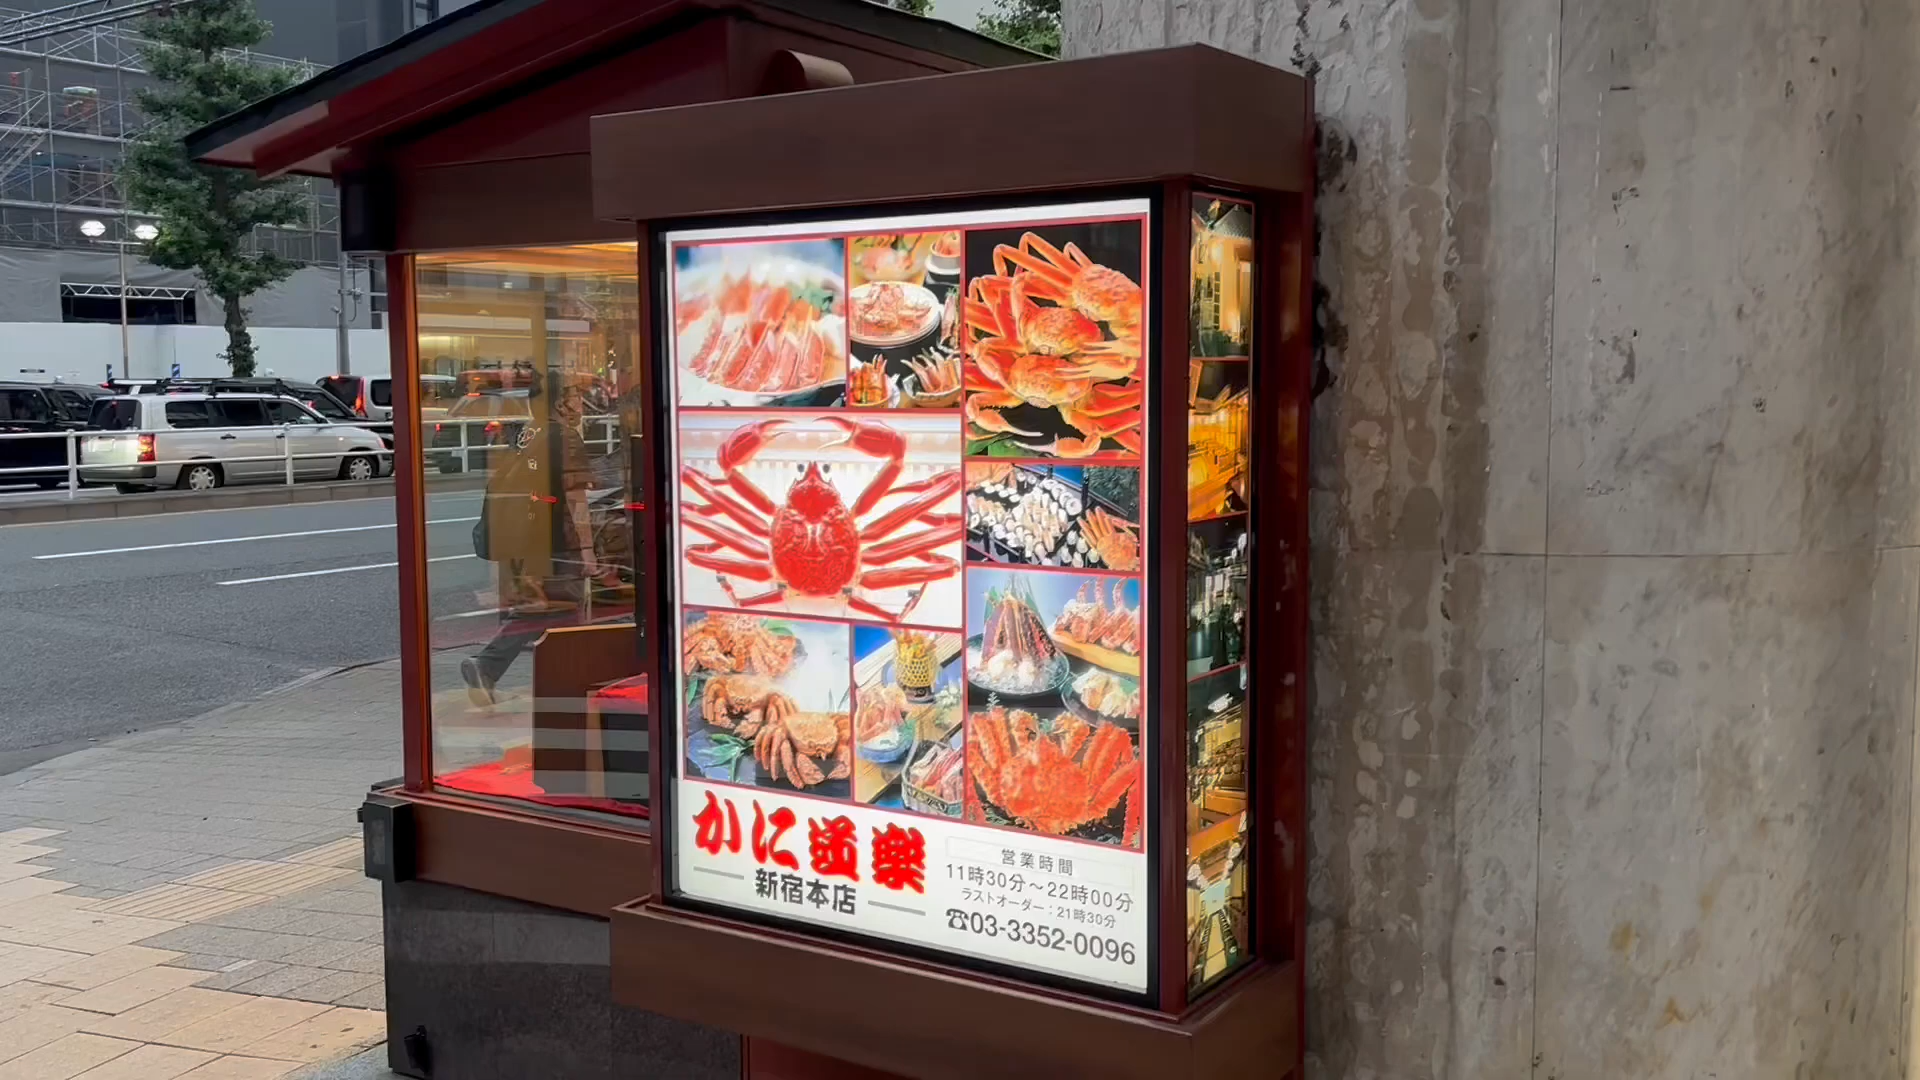 かに道楽
新宿本店
営業時間
11時30分～22時00分
ラストオーダー：21時30分
☎03-3352-0096